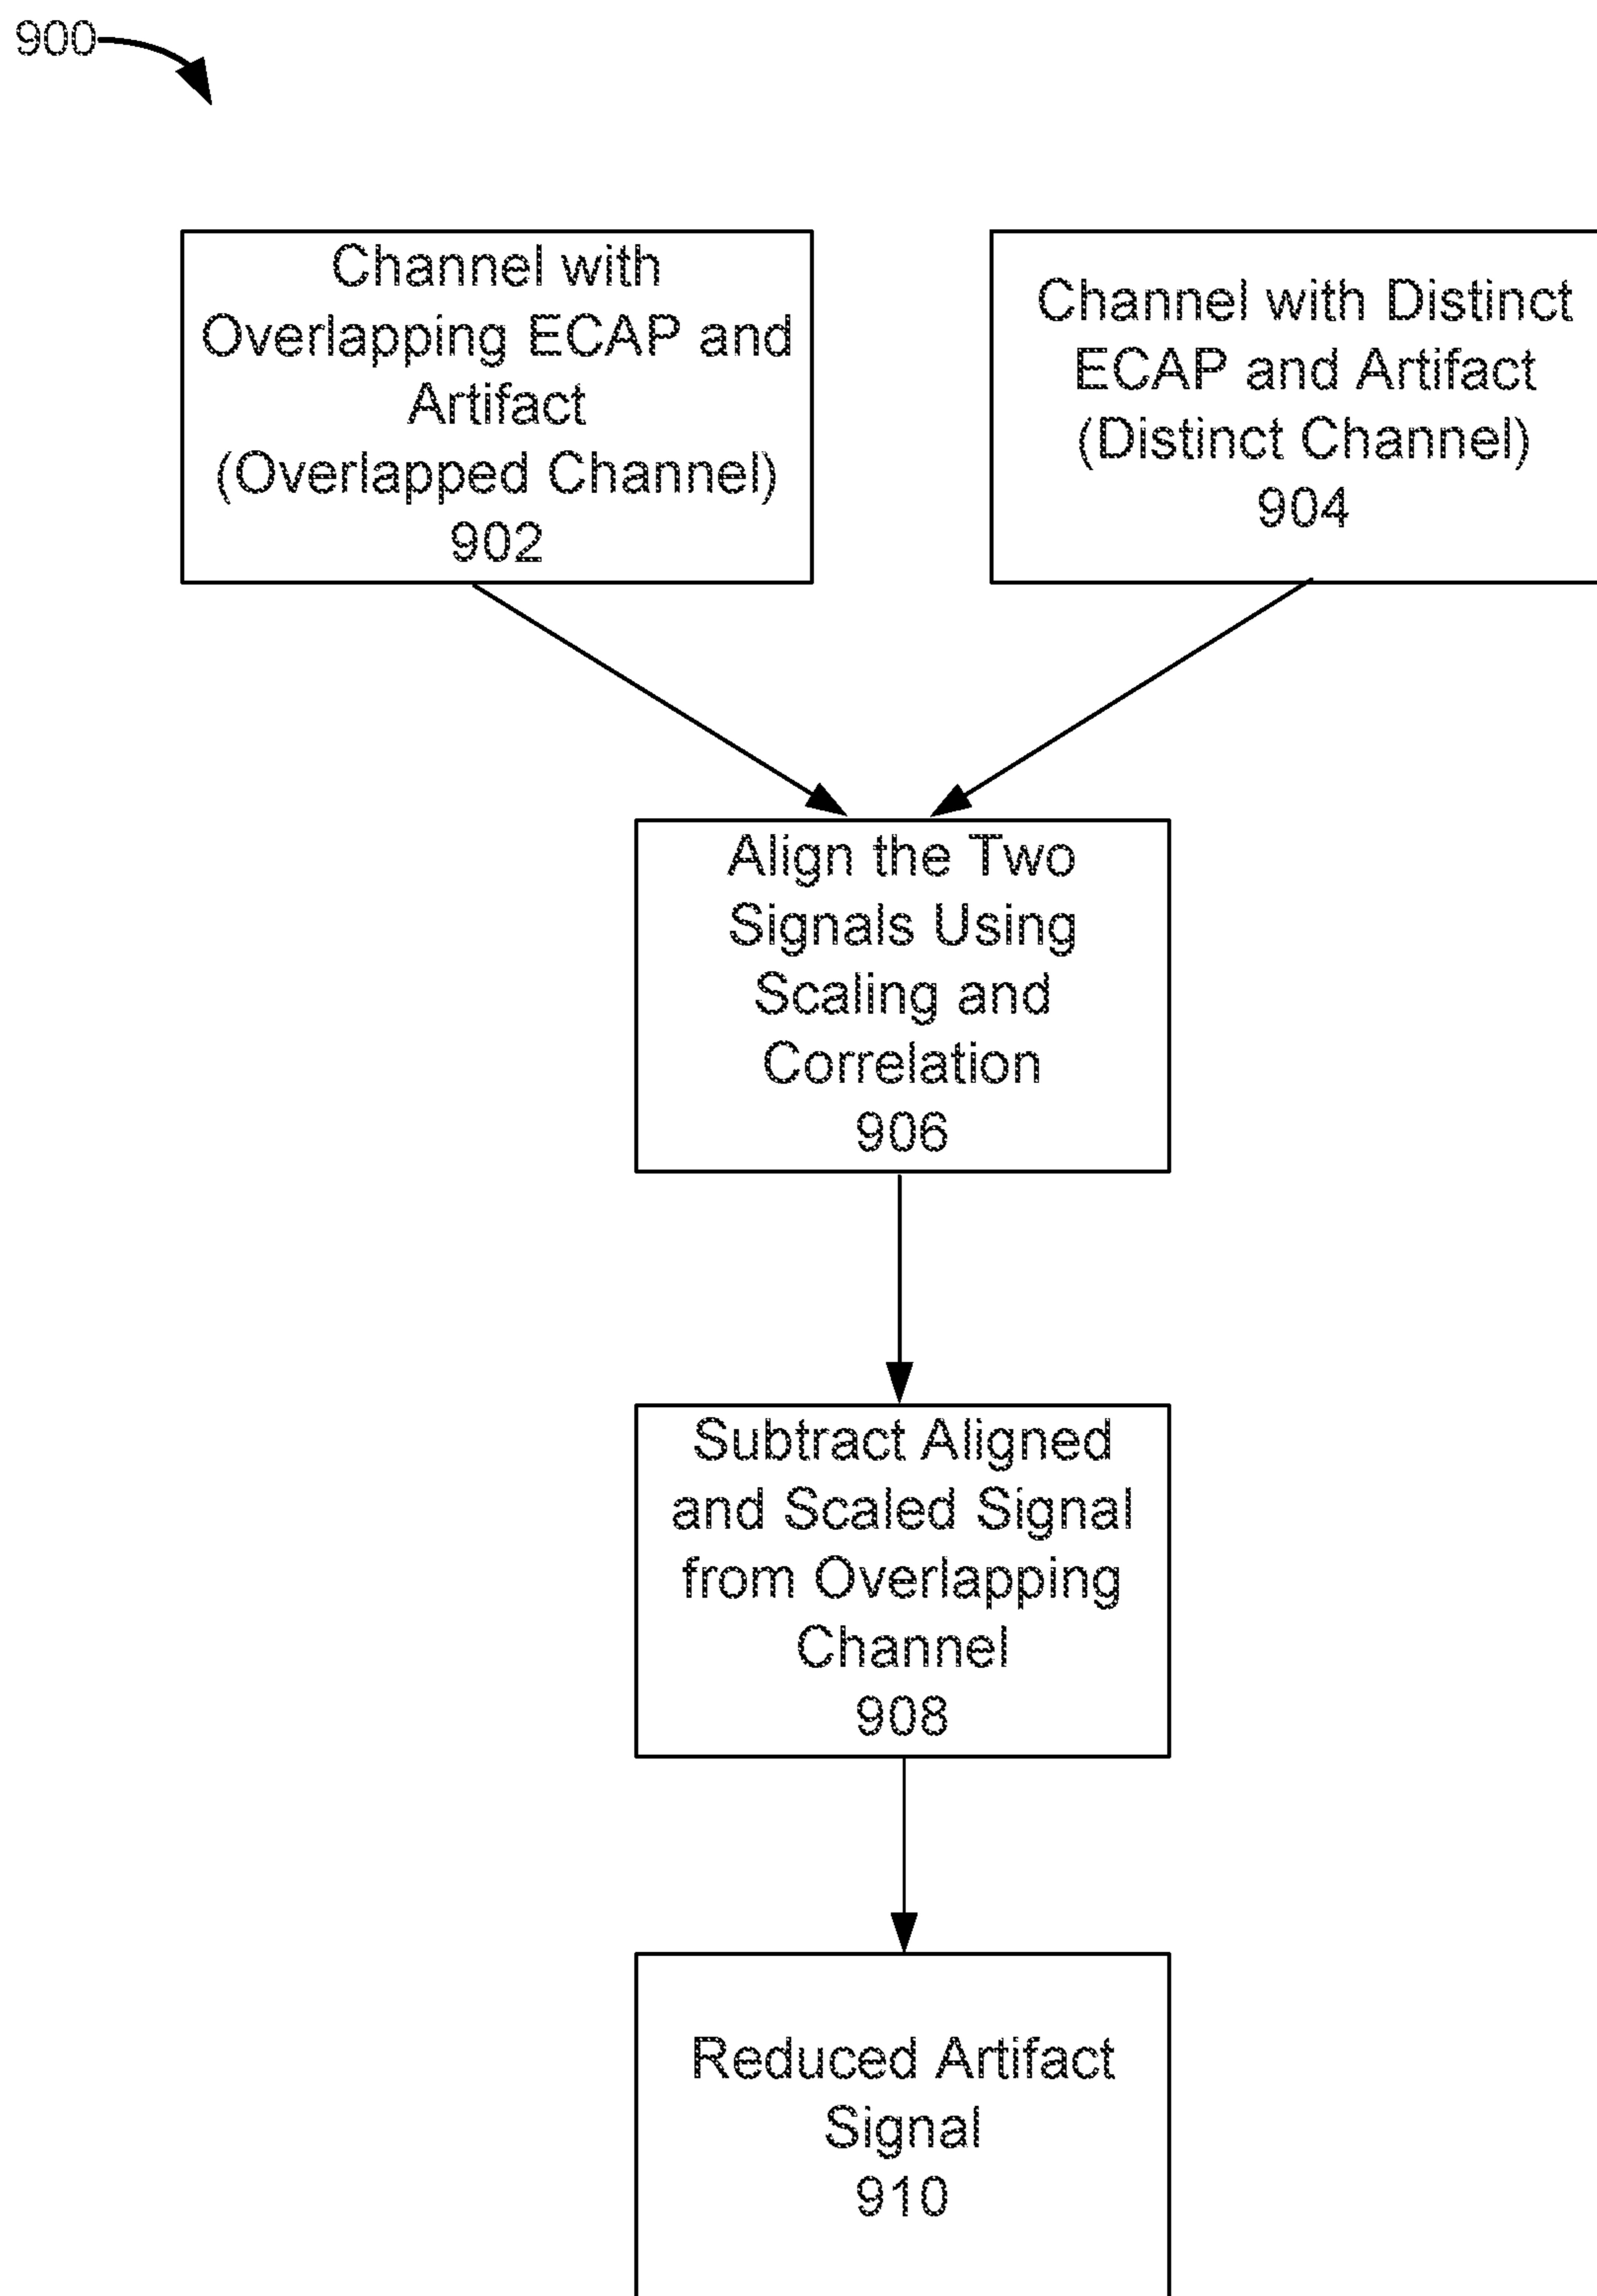 900
Channel with
Overlapping ECAP and
Artifact
(Overlapped Channel)
902
Channel with Distinct
ECAP and Artifact
(Distinct Channel)
904
Align the Two
Signals Using
Scaling and
Correlation
906
Subtract Aligned
and Scaled Signal
from Overlapping
Channel
908
Reduced Artifact
Signal
910